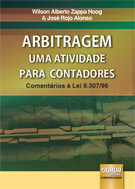 Wilson Alberto Zappa Hoog
& José Rojo Alonso
ARBITRAGEM
UMA ATIVIDADE
PARA CONTADORES
Comentários à Lei 9.307/96
JURUÁ
EDITORA